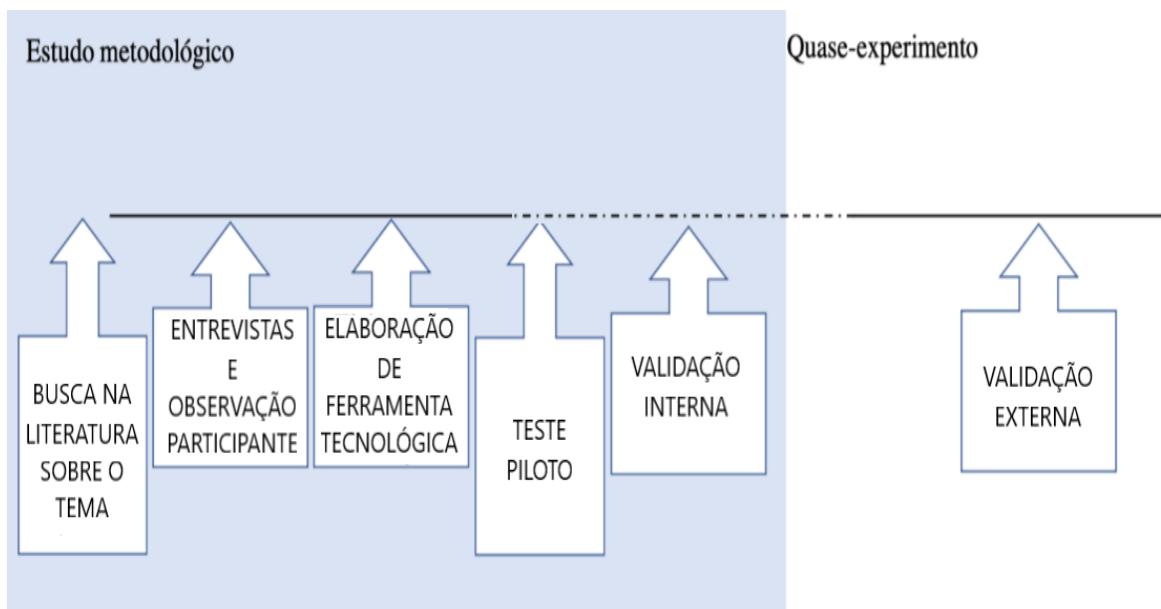 Estudo metodológico
Quase-experimento
BUSCA NA
LITERATURA
SOBRE O
TEMA
ENTREVISTAS
E
OBSERVAÇÃO
PARTICIPANTE
ELABORAÇÃO
DE
FERRAMENTA
TECNOLÓGICA
TESTE
PILOTO
VALIDAÇÃO
INTERNA
VALIDAÇÃO
EXTERNA